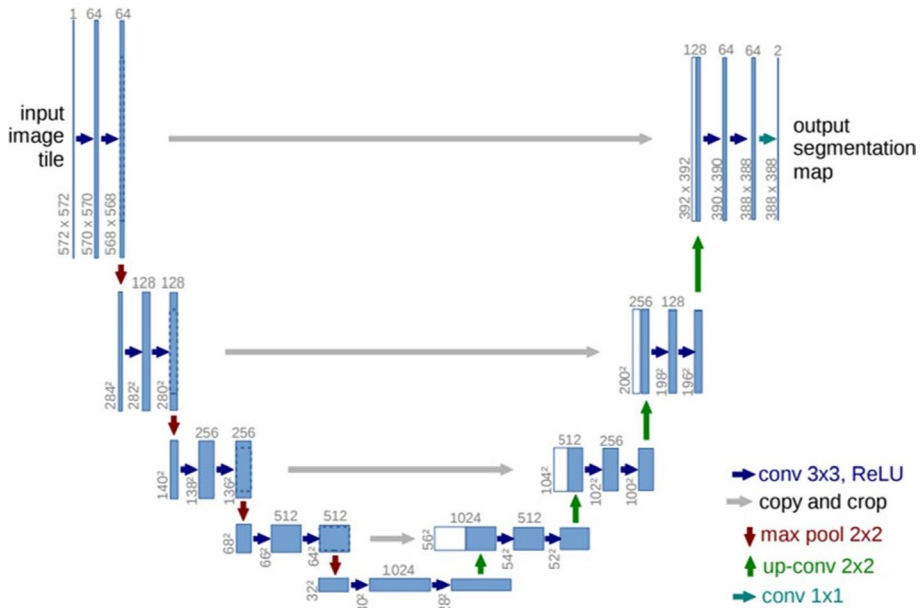 1
64
64
input
image
tile
572 x 572
570 x 570
568 x 568
128
64
64
2
output
segmentation
map
392 x 392
390 x 390
388 x 388
388 x 388
128
128
284²
282²
280²
256
128
200²
198²
196²
256
256
140²
138²
136²
512
256
104²
102²
100²
512
512
68²
66²
64²
1024
512
56²
54²
52²
1024
32²
conv 3x3, ReLU
copy and crop
max pool 2x2
up-conv 2x2
conv 1x1